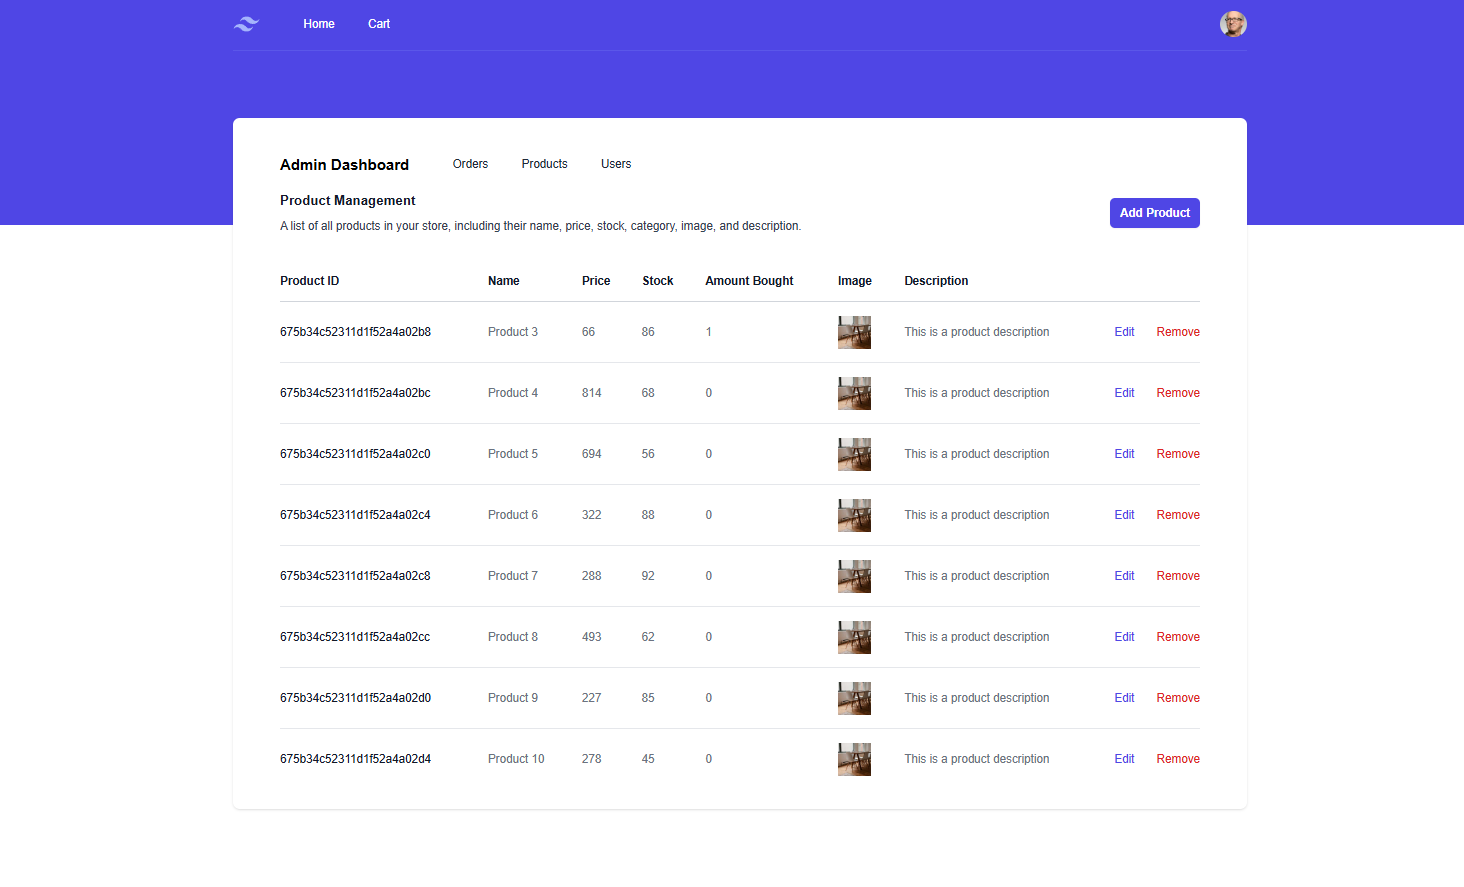 Home Cart
Admin Dashboard Orders Products Users
Product Management
A list of all products in your store, including their name, price, stock, category, image, and description.
Add Product
Product ID Name Price Stock Amount Bought Image Description
675b34c52311d1f52a4a02b8 Product 3 66 86 1 This is a product description Edit Remove
675b34c52311d1f52a4a02bc Product 4 814 68 0 This is a product description Edit Remove
675b34c52311d1f52a4a02c0 Product 5 694 56 0 This is a product description Edit Remove
675b34c52311d1f52a4a02c4 Product 6 322 88 0 This is a product description Edit Remove
675b34c52311d1f52a4a02c8 Product 7 288 92 0 This is a product description Edit Remove
675b34c52311d1f52a4a02cc Product 8 493 62 0 This is a product description Edit Remove
675b34c52311d1f52a4a02d0 Product 9 227 85 0 This is a product description Edit Remove
675b34c52311d1f52a4a02d4 Product 10 278 45 0 This is a product description Edit Remove